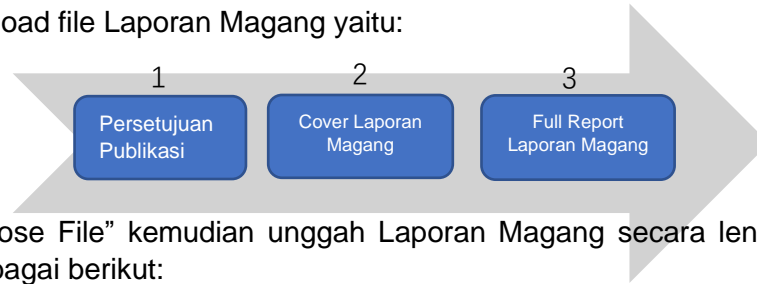 oad file Laporan Magang yaitu:
1 2 3
Persetujuan
Publikasi
Cover Laporan
Magang
Full Report
Laporan Magang
ose File” kemudian unggah Laporan Magang secara len
bagai berikut: